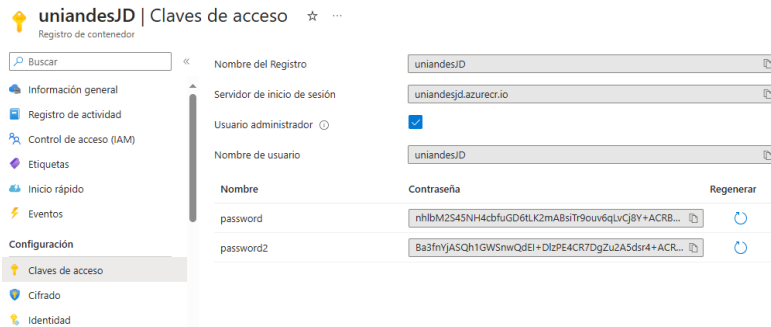 uniandesJD | Claves de acceso
Registro de contenedor
Buscar
Información general
Registro de actividad
Control de acceso (IAM)
Etiquetas
Inicio rápido
Eventos
Configuración
Claves de acceso
Cifrado
Identidad
Nombre del Registro uniandesJD
Servidor de inicio de sesión uniandesjd.azurecr.io
Usuario administrador
Nombre de usuario uniandesJD
Nombre Contraseña Regenerar
password nhlbM2S45NH4cbfuGD6tLK2mABsiTr9ouv6qLvCj8Y+ACRB...
password2 Ba3fnYjASQh1GWSnwQdEI+DlzPE4CR7DgZu2A5dsr4+ACR...